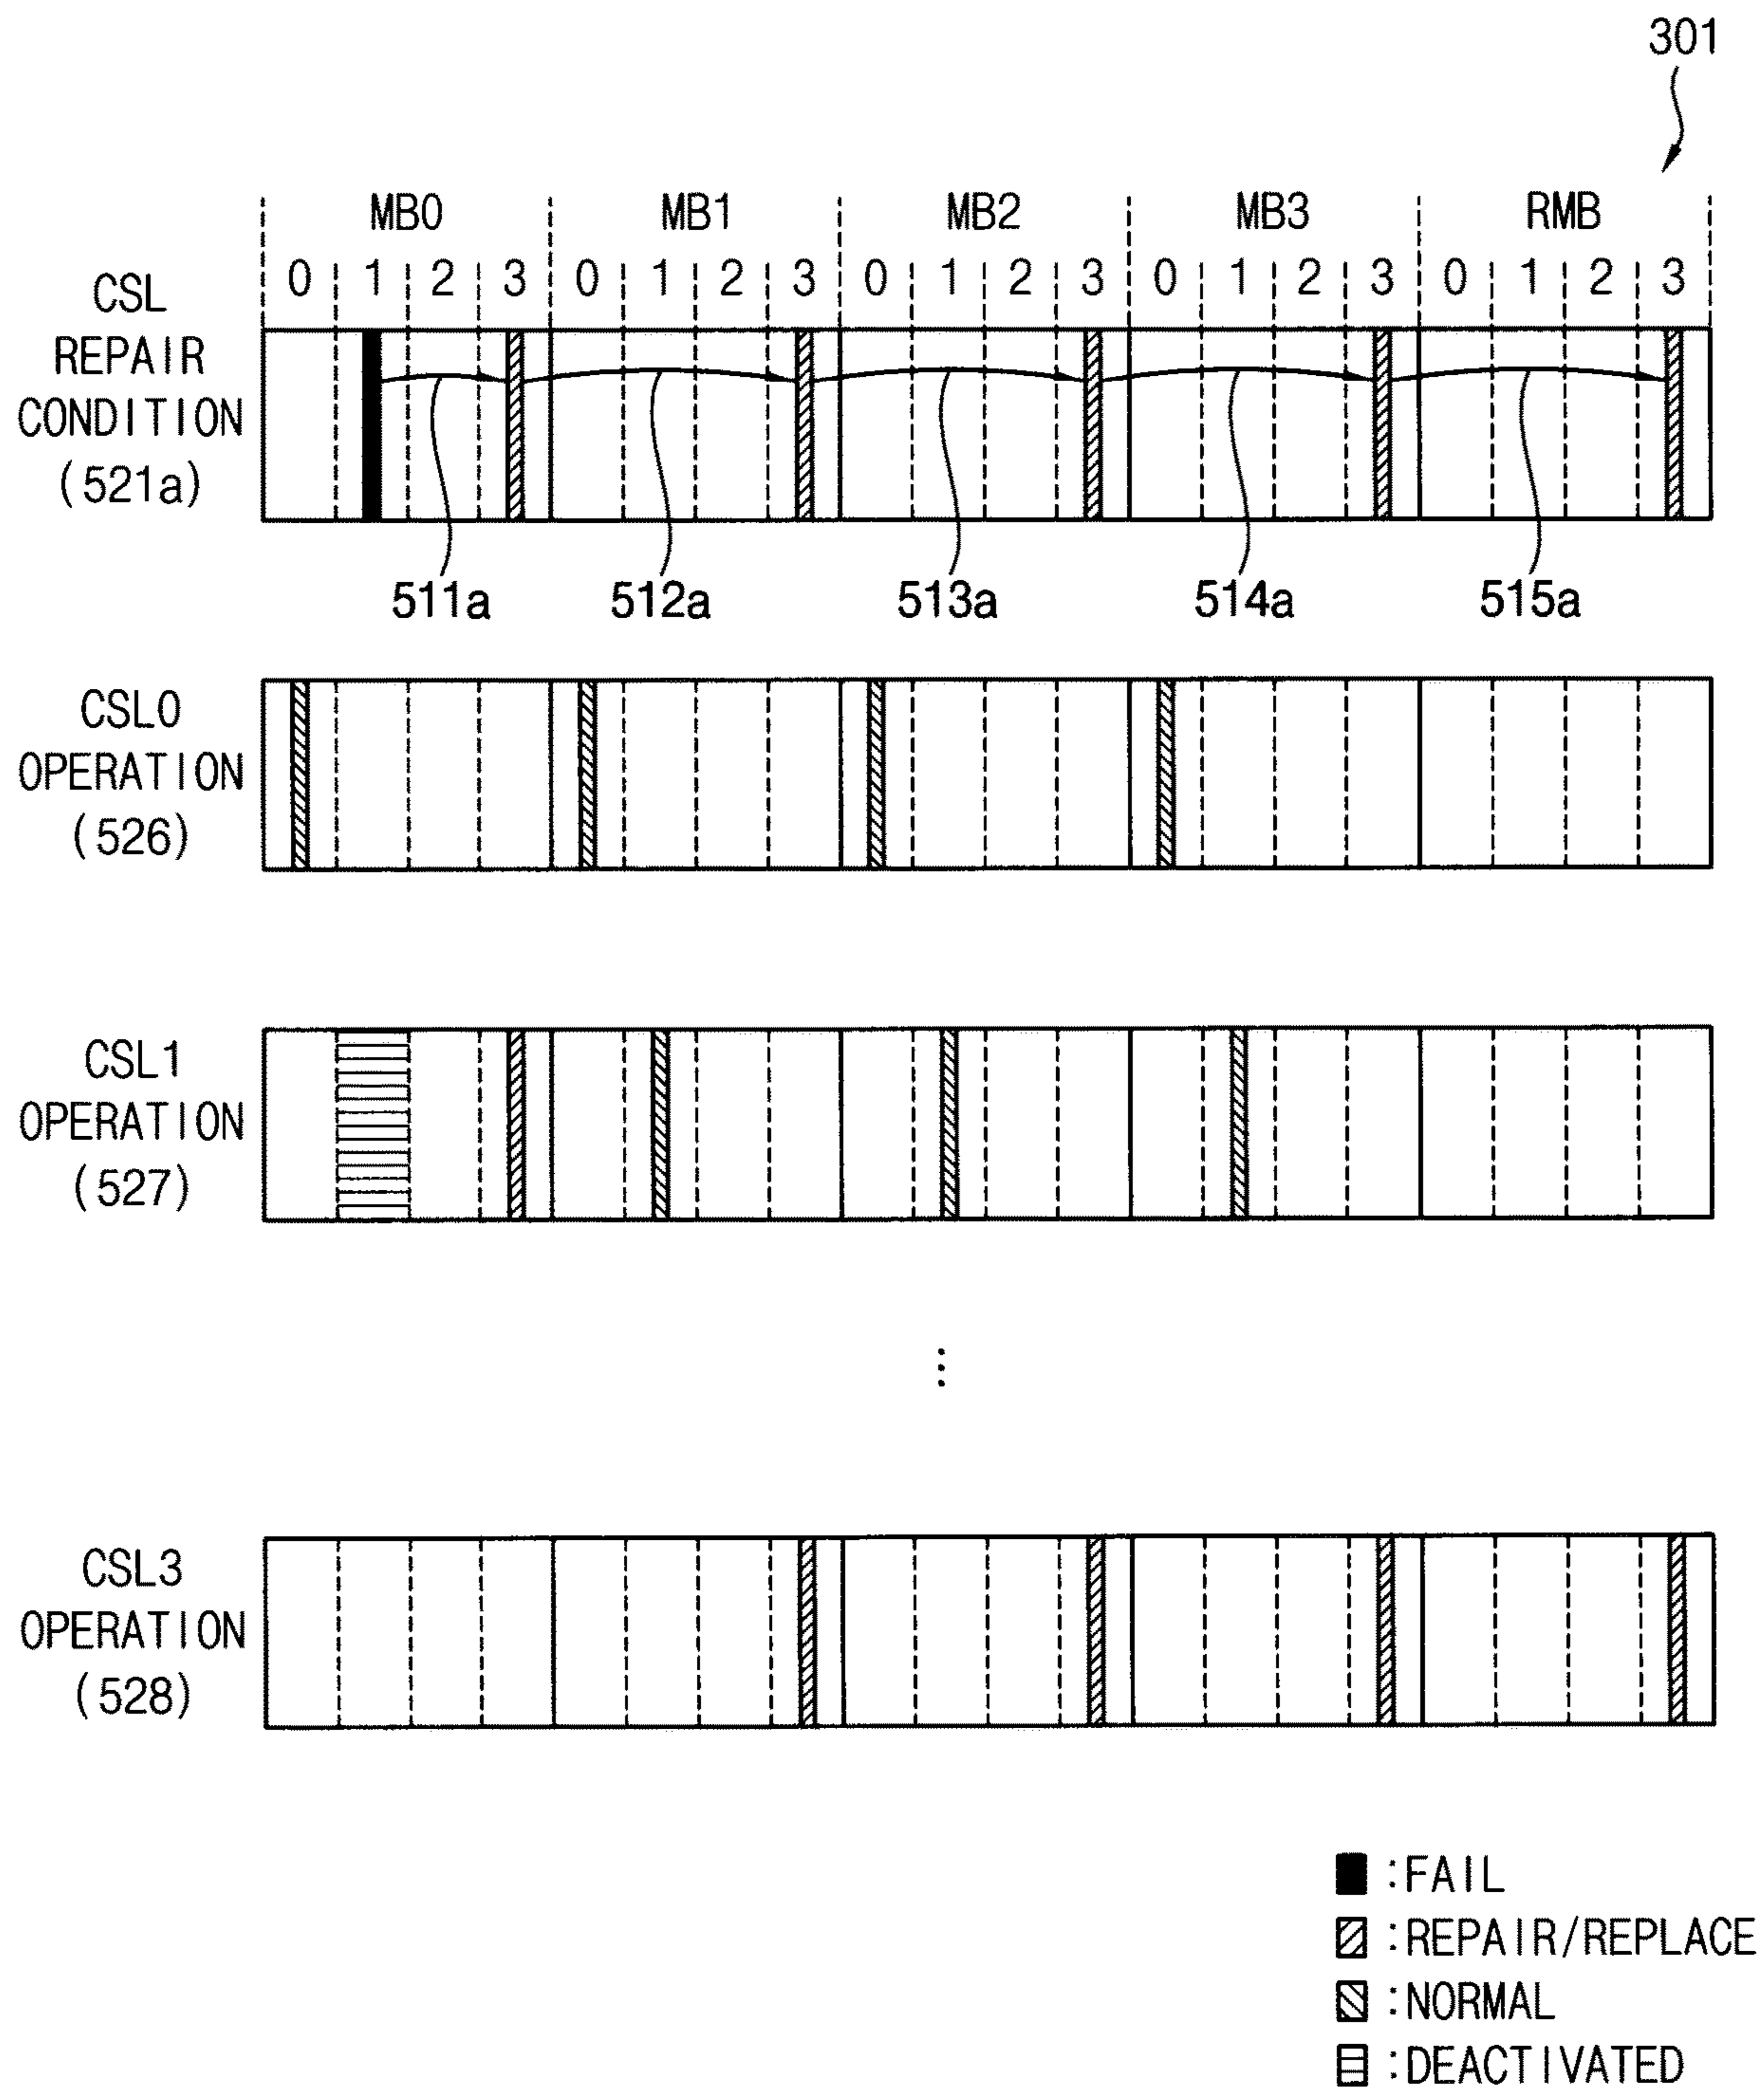 301
MB0 MB1 MB2 MB3 RMB
0 1 2 3 0 1 2 3 0 1 2 3 0 1 2 3 0 1 2 3
CSL
REPAIR
CONDITION
(521a)
511a 512a 513a 514a 515a
CSL0
OPERATION
(526)
CSL1
OPERATION
(527)
⋮
CSL3
OPERATION
(528)
:FAIL
:REPAIR/REPLACE
:NORMAL
:DEACTIVATED